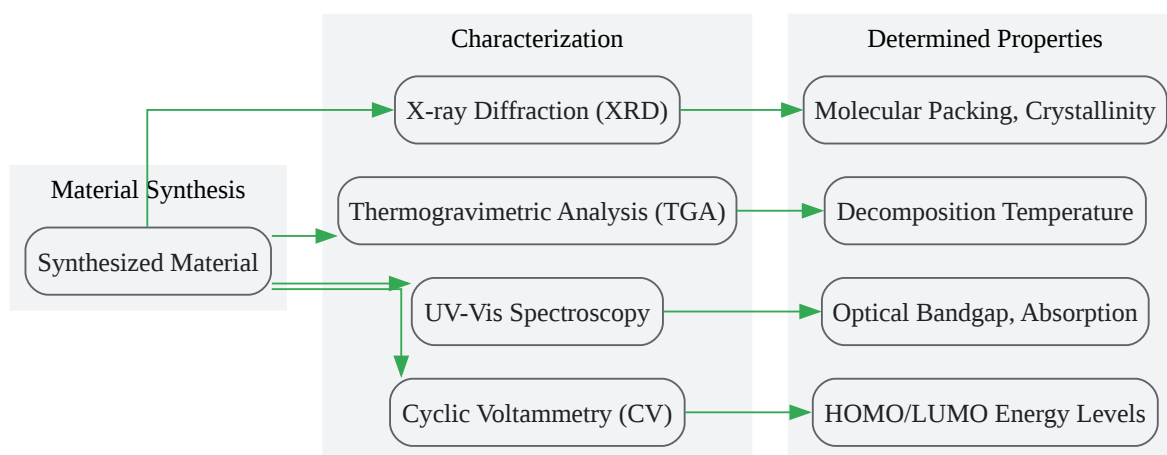 Characterization
Determined Properties
X-ray Diffraction (XRD)
Molecular Packing, Crystallinity
Material Synthesis
Thermogravimetric Analysis (TGA)
Decomposition Temperature
Synthesized Material
UV-Vis Spectroscopy
Optical Bandgap, Absorption
Cyclic Voltammetry (CV)
HOMO/LUMO Energy Levels